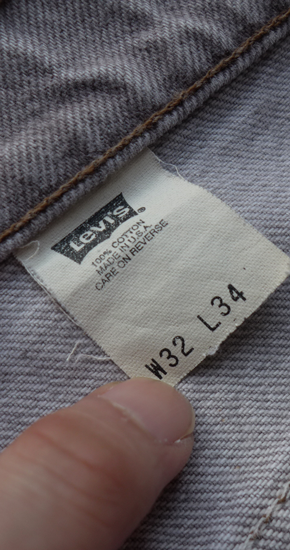 Levi's®
100% COTTON
MADE IN U.S.A.
CARE ON REVERSE
W32 L34